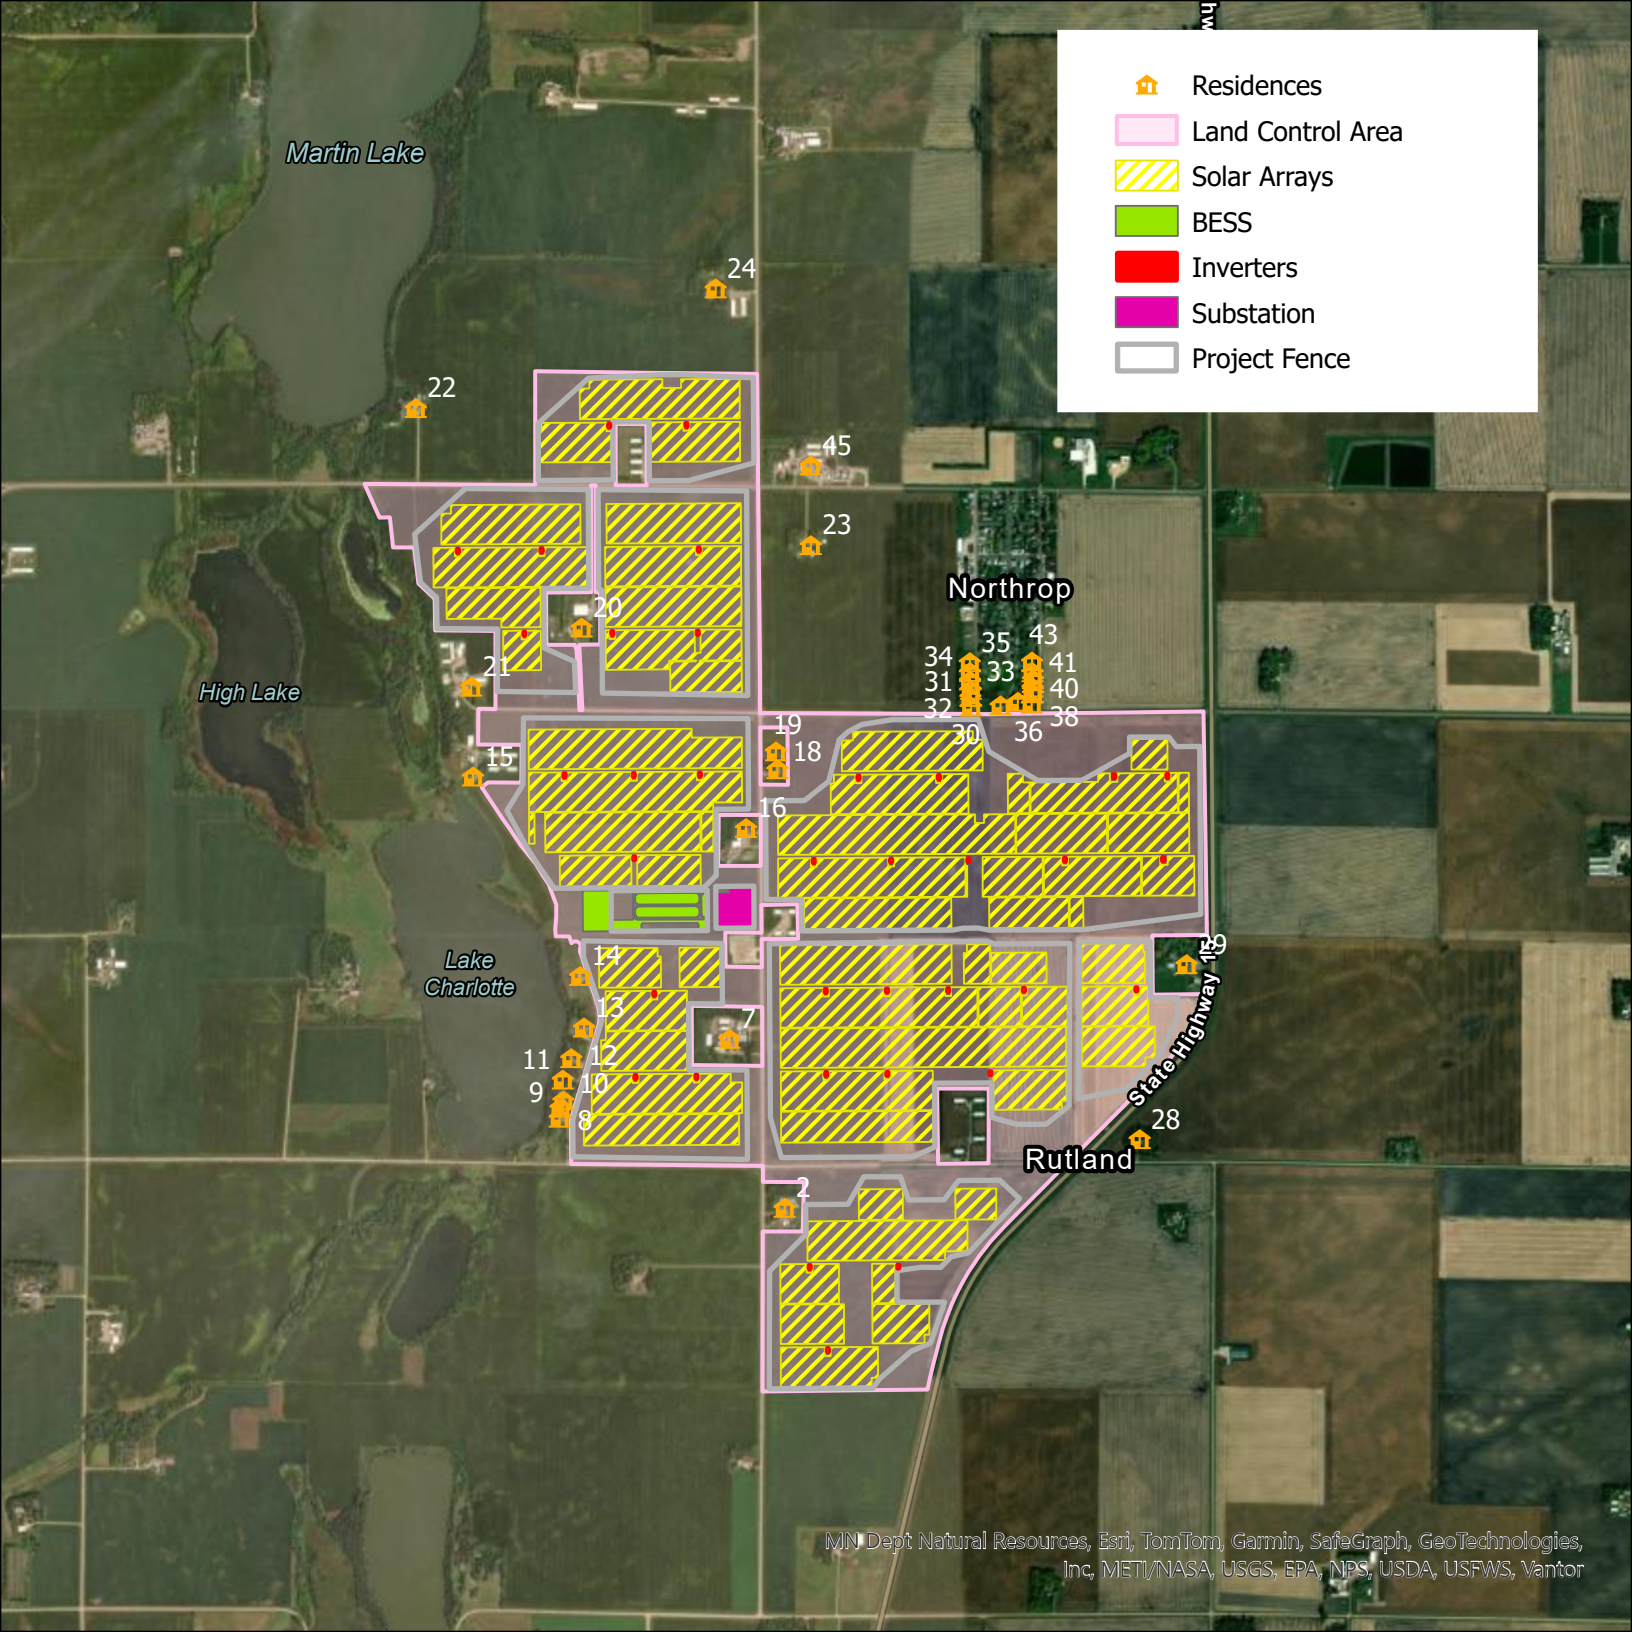 hw
Residences
Land Control Area
Solar Arrays
BESS
Inverters
Substation
Project Fence
Martin Lake
24
22
45
23
Northrop
20
35
43
34
33
41
21
31
40
High Lake
32
38
19
30
36
18
15
16
14
29
Lake
Charlotte
13
7
11
12
9
10
8
State Highway 15
28
Rutland
2
MN Dept Natural Resources, Esri, TomTom, Garmin, SafeGraph, GeoTechnologies,
Inc, METI/NASA, USGS, EPA, NPS, USDA, USFWS, Vantor